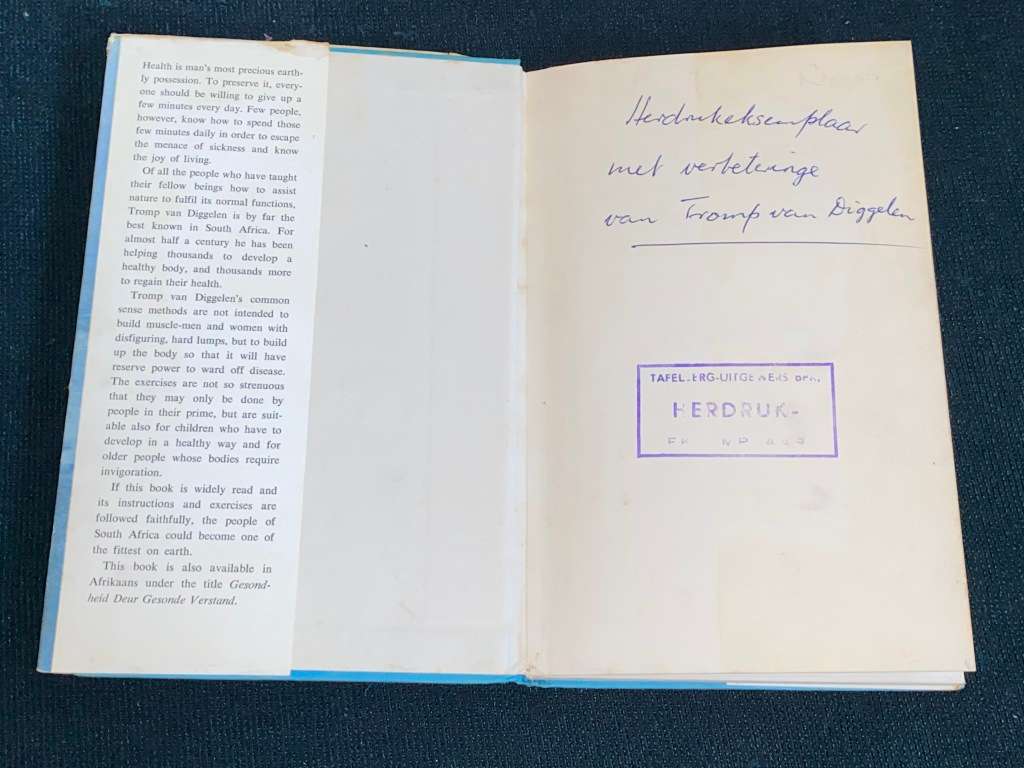 Health is man's most precious earth-
ly possession. To preserve it, every-
one should be willing to give up a
few minutes every day. Few people,
however, know how to spend those
few minutes daily in order to escape
the menace of sickness and know
the joy of living.
Of all the people who have taught
their fellow beings how to assist
nature to fulfil its normal functions,
Tromp van Diggelen is by far the
best known in South Africa. For
almost half a century he has been
helping thousands to develop a
healthy body, and thousands more
to regain their health.
Tromp van Diggelen's common
sense methods are not intended to
build muscle-men and women with
disfiguring, hard lumps, but to build
up the body so that it will have
reserve power to ward off disease.
The exercises are not so strenuous
that they may only be done by
people in their prime, but are suit-
able also for children who have to
develop in a healthy way and for
older people whose bodies require
invigoration.
If this book is widely read and
its instructions and exercises are
followed faithfully, the people of
South Africa could become one of
the fittest on earth.
This book is also available in
Afrikaans under the title Gesond-
heid Deur Gesonde Verstand.
Herdrukeksemplaar
met verbeteringe
van Tromp van Diggelen
TAFELBERG-UITGEWERS
HERDRUK-